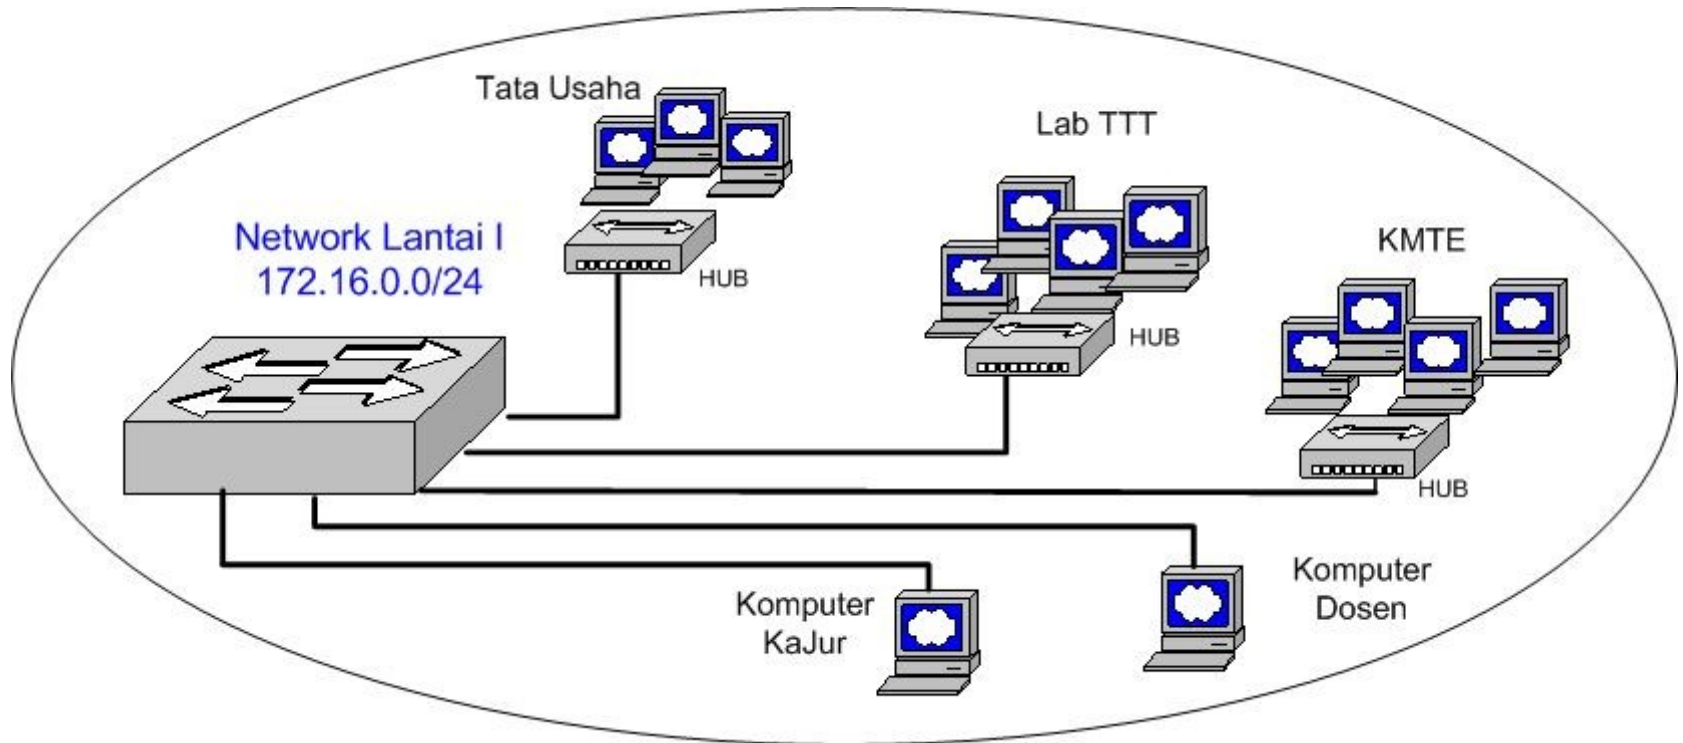 Tata Usaha
Lab TTT
Network Lantai I
172.16.0.0/24
KMTE
HUB
HUB
HUB
Komputer
KaJur
Komputer
Dosen